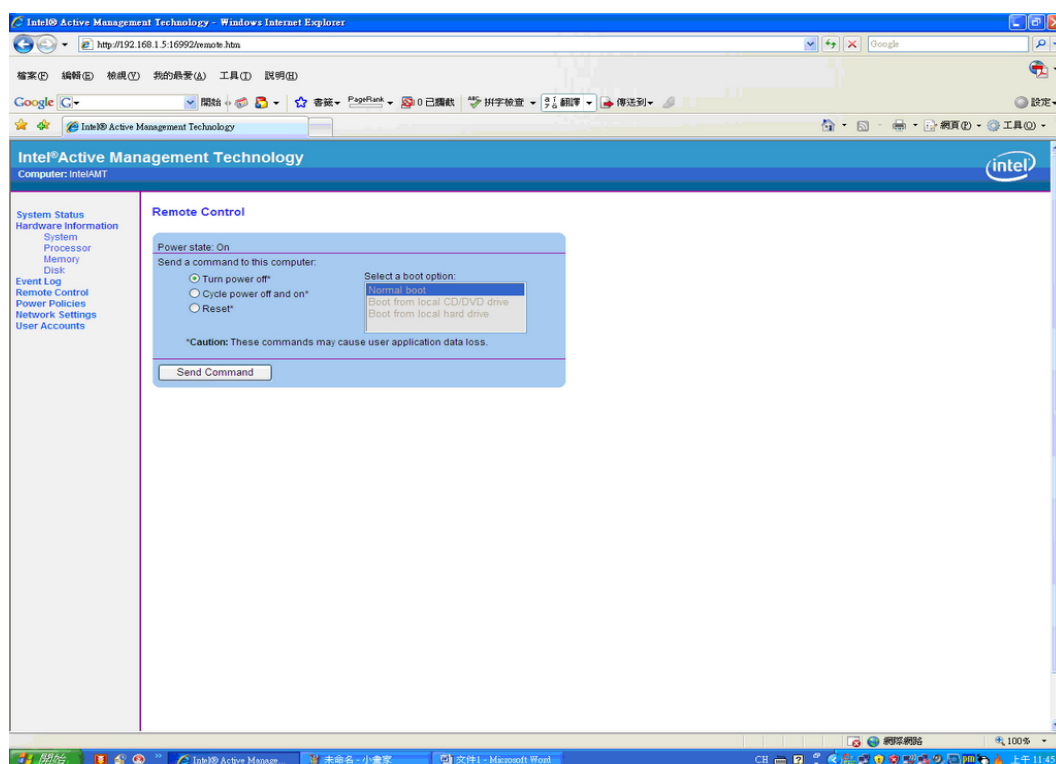 Intel® Active Management Technology - Windows Internet Explorer
http://192.168.1.5:16992/remote.htm
Google
檔案(F) 編輯(E) 檢視(V) 我的最愛(A) 工具(T) 說明(H)
Google G 開始 書籤 PageRank 0 已攔截 拼字檢查 翻譯 傳送到 設定
Intel® Active Management Technology
網頁(P) 工具(O)
Intel® Active Management Technology
Computer: IntelAMT
intel
System Status
Hardware Information
System
Processor
Memory
Disk
Event Log
Remote Control
Power Policies
Network Settings
User Accounts
Remote Control
Power state: On
Send a command to this computer:
Turn power off*
Cycle power off and on*
Reset*
Select a boot option:
Normal boot
Boot from local CD/DVD drive
Boot from local hard drive
*Caution: These commands may cause user application data loss.
Send Command
網際網路 100%
開始 Intel® Active Manage... 未命名 - 小畫家 文件1 - Microsoft Word CH 上午 11:45